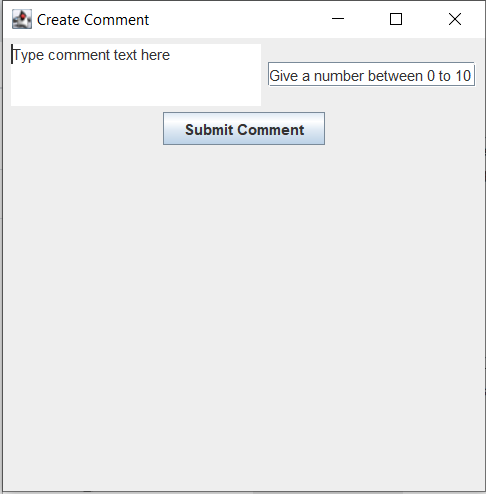 Create Comment
Type comment text here
Give a number between 0 to 10
Submit Comment